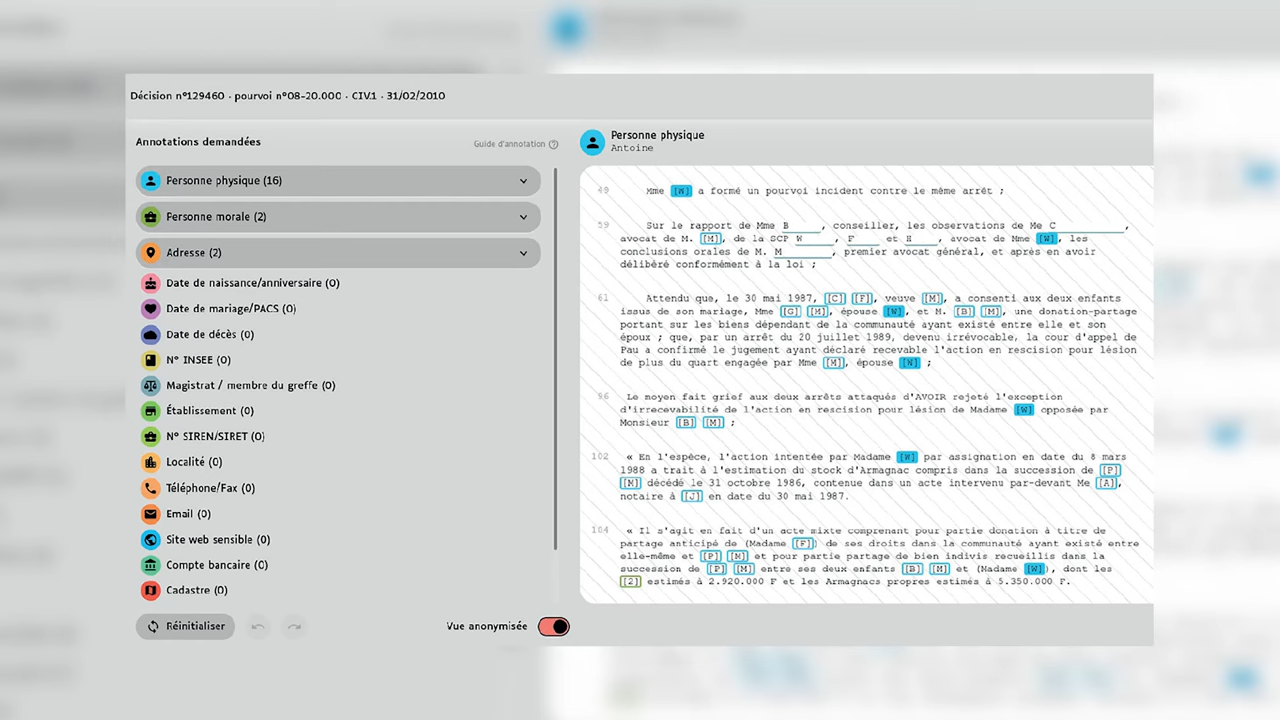 Décision n°129460 - pourvoi n°08-20.000 - CIV.1 - 31/02/2010
Annotations demandées
Guide d'annotation
Personne physique (16)
Personne morale (2)
Adresse (2)
Date de naissance/anniversaire (0)
Date de mariage/PACS (0)
Date de décès (0)
N° INSEE (0)
Magistrat / membre du greffe (0)
Établissement (0)
N° SIREN/SIRET (0)
Localité (0)
Téléphone/Fax (0)
Email (0)
Site web sensible (0)
Compte bancaire (0)
Cadastre (0)
Réinitialiser
Vue anonymisée
Personne physique
Antoine
49 Mme [W] a formé un pourvoi incident contre le même arrêt ;
59 Sur le rapport de Mme B______, conseiller, les observations de Me C___________,
avocat de M. [M], de la SCP W______, F_____ et H_____, avocat de Mme [W], les
conclusions orales de M. M_________, premier avocat général, et après en avoir
délibéré conformément à la loi ;
61 Attendu que, le 30 mai 1987, [C] [F], veuve [M], a consenti aux deux enfants
issus de son mariage, Mme [G] [M], épouse [W], et M. [B] [M], une donation-partage
portant sur les biens dépendant de la communauté ayant existé entre elle et son
époux ; que, par un arrêt du 20 juillet 1989, devenu irrévocable, la cour d'appel de
Pau a confirmé le jugement ayant déclaré recevable l'action en rescision pour lésion
de plus du quart engagée par Mme [M], épouse [W] ;
96 Le moyen fait grief aux deux arrêts attaqués d'AVOIR rejeté l'exception
d'irrecevabilité de l'action en rescision pour lésion de Madame [W] opposée par
Monsieur [B] [M] ;
102 « En l'espèce, l'action intentée par Madame [W] par assignation en date du 8 mars
1988 a trait à l'estimation du stock d'Armagnac compris dans la succession de [P]
[M] décédé le 31 octobre 1986, contenue dans un acte intervenu par-devant Me [A],
notaire à [J] en date du 30 mai 1987.
104 « Il s'agit en fait d'un acte mixte comprenant pour partie donation à titre de
partage anticipé de (Madame [F]) de ses droits dans la communauté ayant existé entre
elle-même et [P] [M] et pour partie partage de bien indivis recueillis dans la
succession de [P] [M] entre ses deux enfants [B] [M] et (Madame [W]), dont les
[2] estimés à 2.920.000 F et les Armagnacs propres estimés à 5.350.000 F.